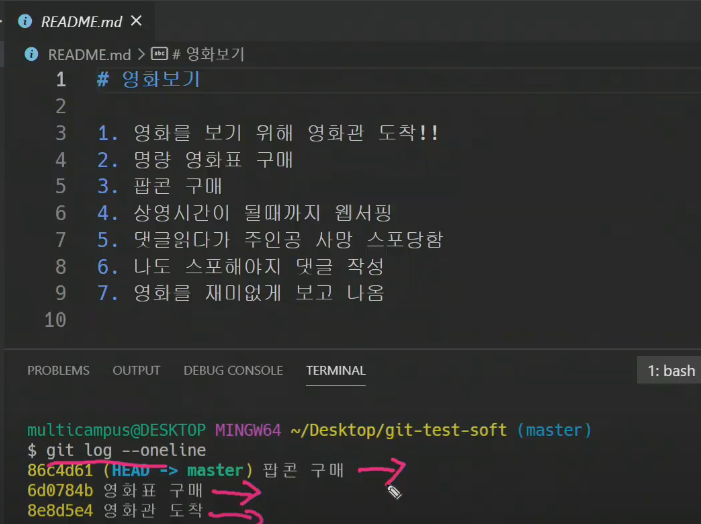 README.md
README.md > # 영화보기
1 # 영화보기
2
3 1. 영화를 보기 위해 영화관 도착!!
4 2. 명량 영화표 구매
5 3. 팝콘 구매
6 4. 상영시간이 될때까지 웹서핑
7 5. 댓글읽다가 주인공 사망 스포당함
8 6. 나도 스포해야지 댓글 작성
9 7. 영화를 재미없게 보고 나옴
10
PROBLEMS OUTPUT DEBUG CONSOLE TERMINAL 1: bash
multicampus@DESKTOP MINGW64 ~/Desktop/git-test-soft (master)
$ git log --oneline
86c4d61 (HEAD -> master) 팝콘 구매
6d0784b 영화표 구매
8e8d5e4 영화관 도착